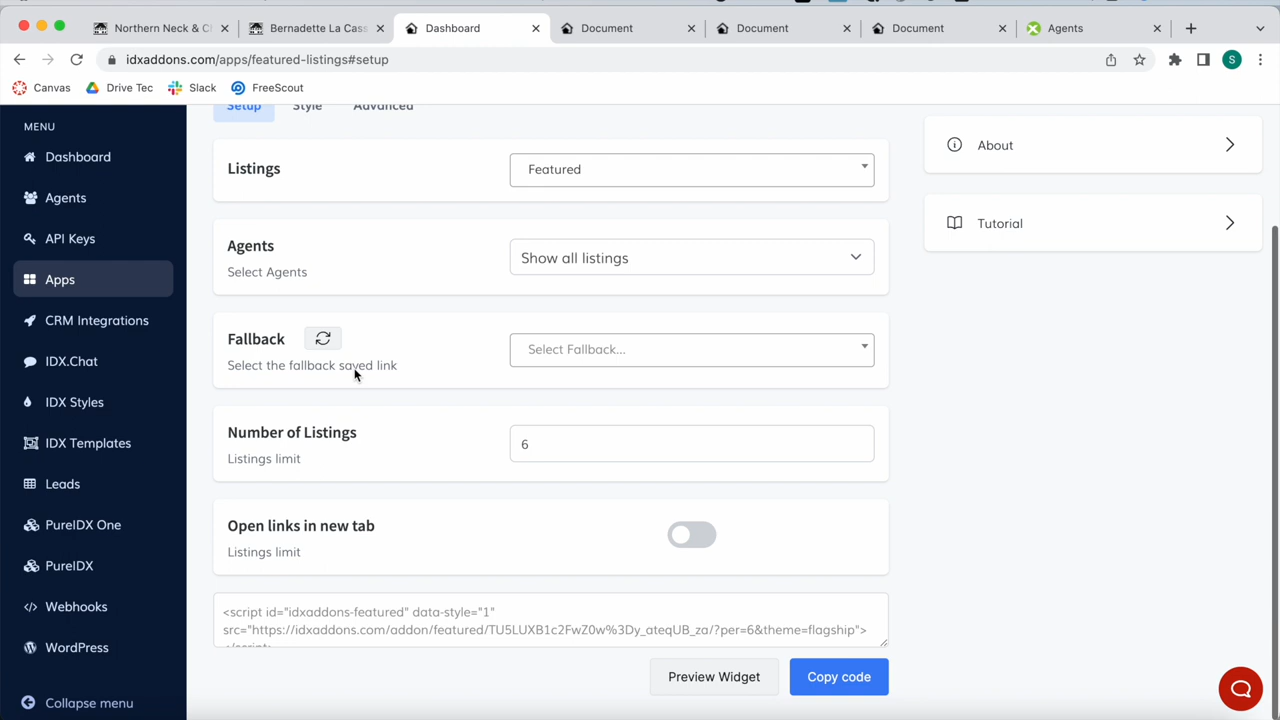 Northern Neck & C
Bernadette La Cass
Dashboard
Document
Document
Document
Agents
idxaddons.com/apps/featured-listings#setup
S
Canvas
Drive Tec
Slack
FreeScout
MENU
Dashboard
Agents
API Keys
Apps
CRM Integrations
IDX.Chat
IDX Styles
IDX Templates
Leads
PureIDX One
PureIDX
Webhooks
WordPress
Collapse menu
Setup
Style
Advanced
Listings
Featured
Agents
Select Agents
Show all listings
Fallback
Select the fallback saved link
Select Fallback...
Number of Listings
Listings limit
6
Open links in new tab
Listings limit
<script id="idxaddons-featured" data-style="1"
src="https://idxaddons.com/addon/featured/TU5LUXB1c2FwZ0w%3Dy_ateqUB_za/?per=6&theme=flagship">
</script>
Preview Widget
Copy code
About
Tutorial